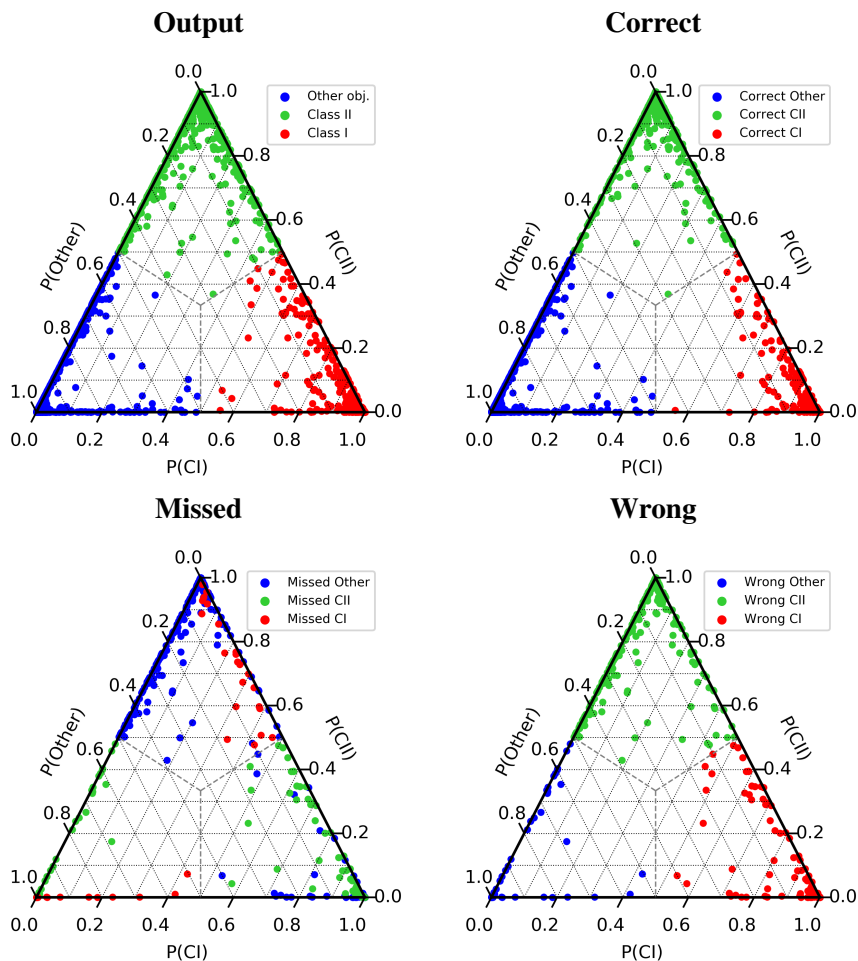 Output
0.0
1.0
Other obj.
Class II
Class I
0.2
0.8
0.4
0.6
P(Other)
P(CII)
0.6
0.4
0.8
0.2
1.0
0.0
0.0 0.2 0.4 0.6 0.8 1.0
P(CI)
Correct
0.0
1.0
Correct Other
Correct CII
Correct CI
0.2
0.8
0.4
0.6
P(Other)
P(CII)
0.6
0.4
0.8
0.2
1.0
0.0
0.0 0.2 0.4 0.6 0.8 1.0
P(CI)
Missed
0.0
1.0
Missed Other
Missed CII
Missed CI
0.2
0.8
0.4
0.6
P(Other)
P(CII)
0.6
0.4
0.8
0.2
1.0
0.0
0.0 0.2 0.4 0.6 0.8 1.0
P(CI)
Wrong
0.0
1.0
Wrong Other
Wrong CII
Wrong CI
0.2
0.8
0.4
0.6
P(Other)
P(CII)
0.6
0.4
0.8
0.2
1.0
0.0
0.0 0.2 0.4 0.6 0.8 1.0
P(CI)